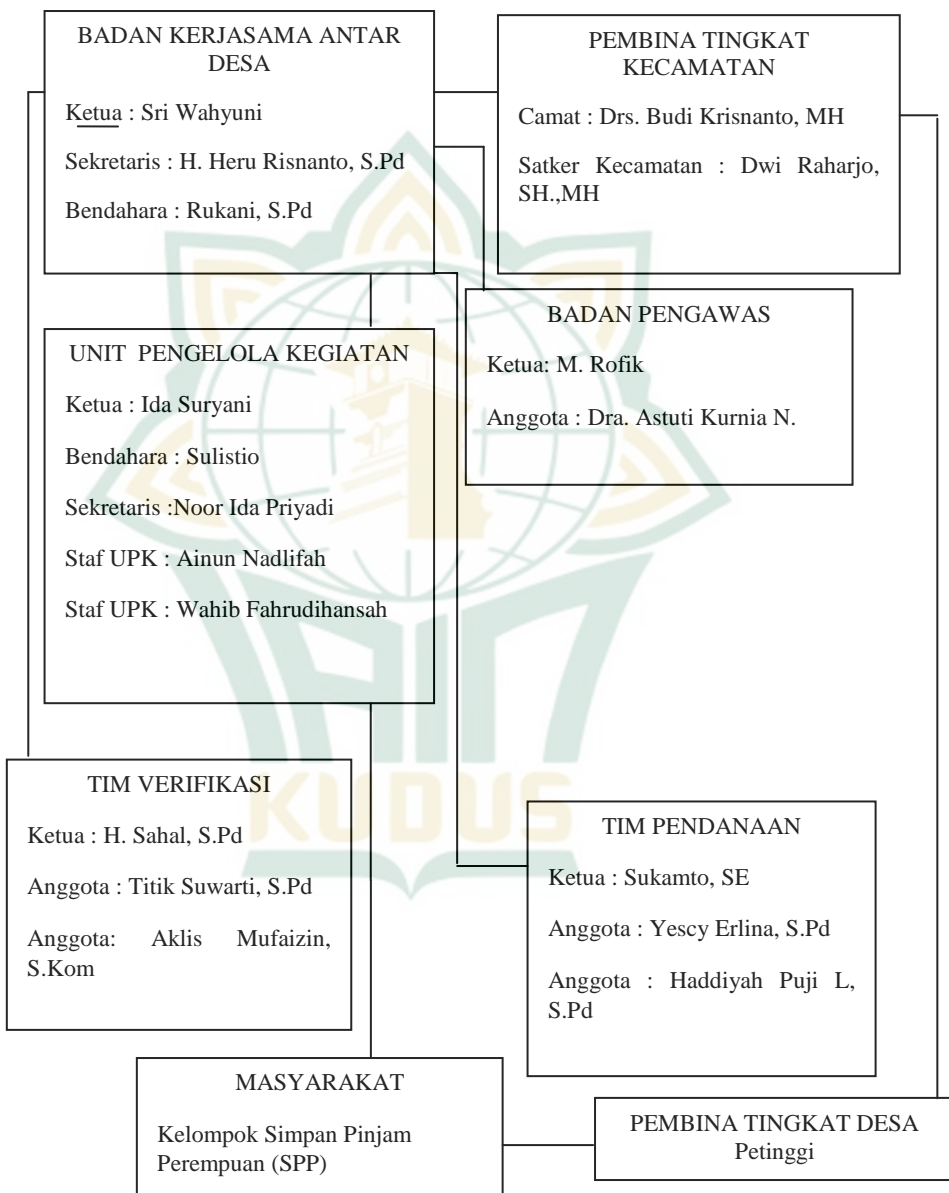 BADAN KERJASAMA ANTAR
DESA
Ketua : Sri Wahyuni
Sekretaris : H. Heru Risnanto, S.Pd
Bendahara : Rukani, S.Pd
PEMBINA TINGKAT
KECAMATAN
Camat : Drs. Budi Krisnanto, MH
Satker Kecamatan : Dwi Raharjo,
SH.,MH
BADAN PENGAWAS
Ketua: M. Rofik
Anggota : Dra. Astuti Kurnia N.
UNIT PENGELOLA KEGIATAN
Ketua : Ida Suryani
Bendahara : Sulistio
Sekretaris :Noor Ida Priyadi
Staf UPK : Ainun Nadlifah
Staf UPK : Wahib Fahrudihansah
TIM VERIFIKASI
Ketua : H. Sahal, S.Pd
Anggota : Titik Suwarti, S.Pd
Anggota: Aklis Mufaizin,
S.Kom
TIM PENDANAAN
Ketua : Sukamto, SE
Anggota : Yescy Erlina, S.Pd
Anggota : Haddiyah Puji L,
S.Pd
MASYARAKAT
Kelompok Simpan Pinjam
Perempuan (SPP)
PEMBINA TINGKAT DESA
Petinggi
IAIN
KUDUS